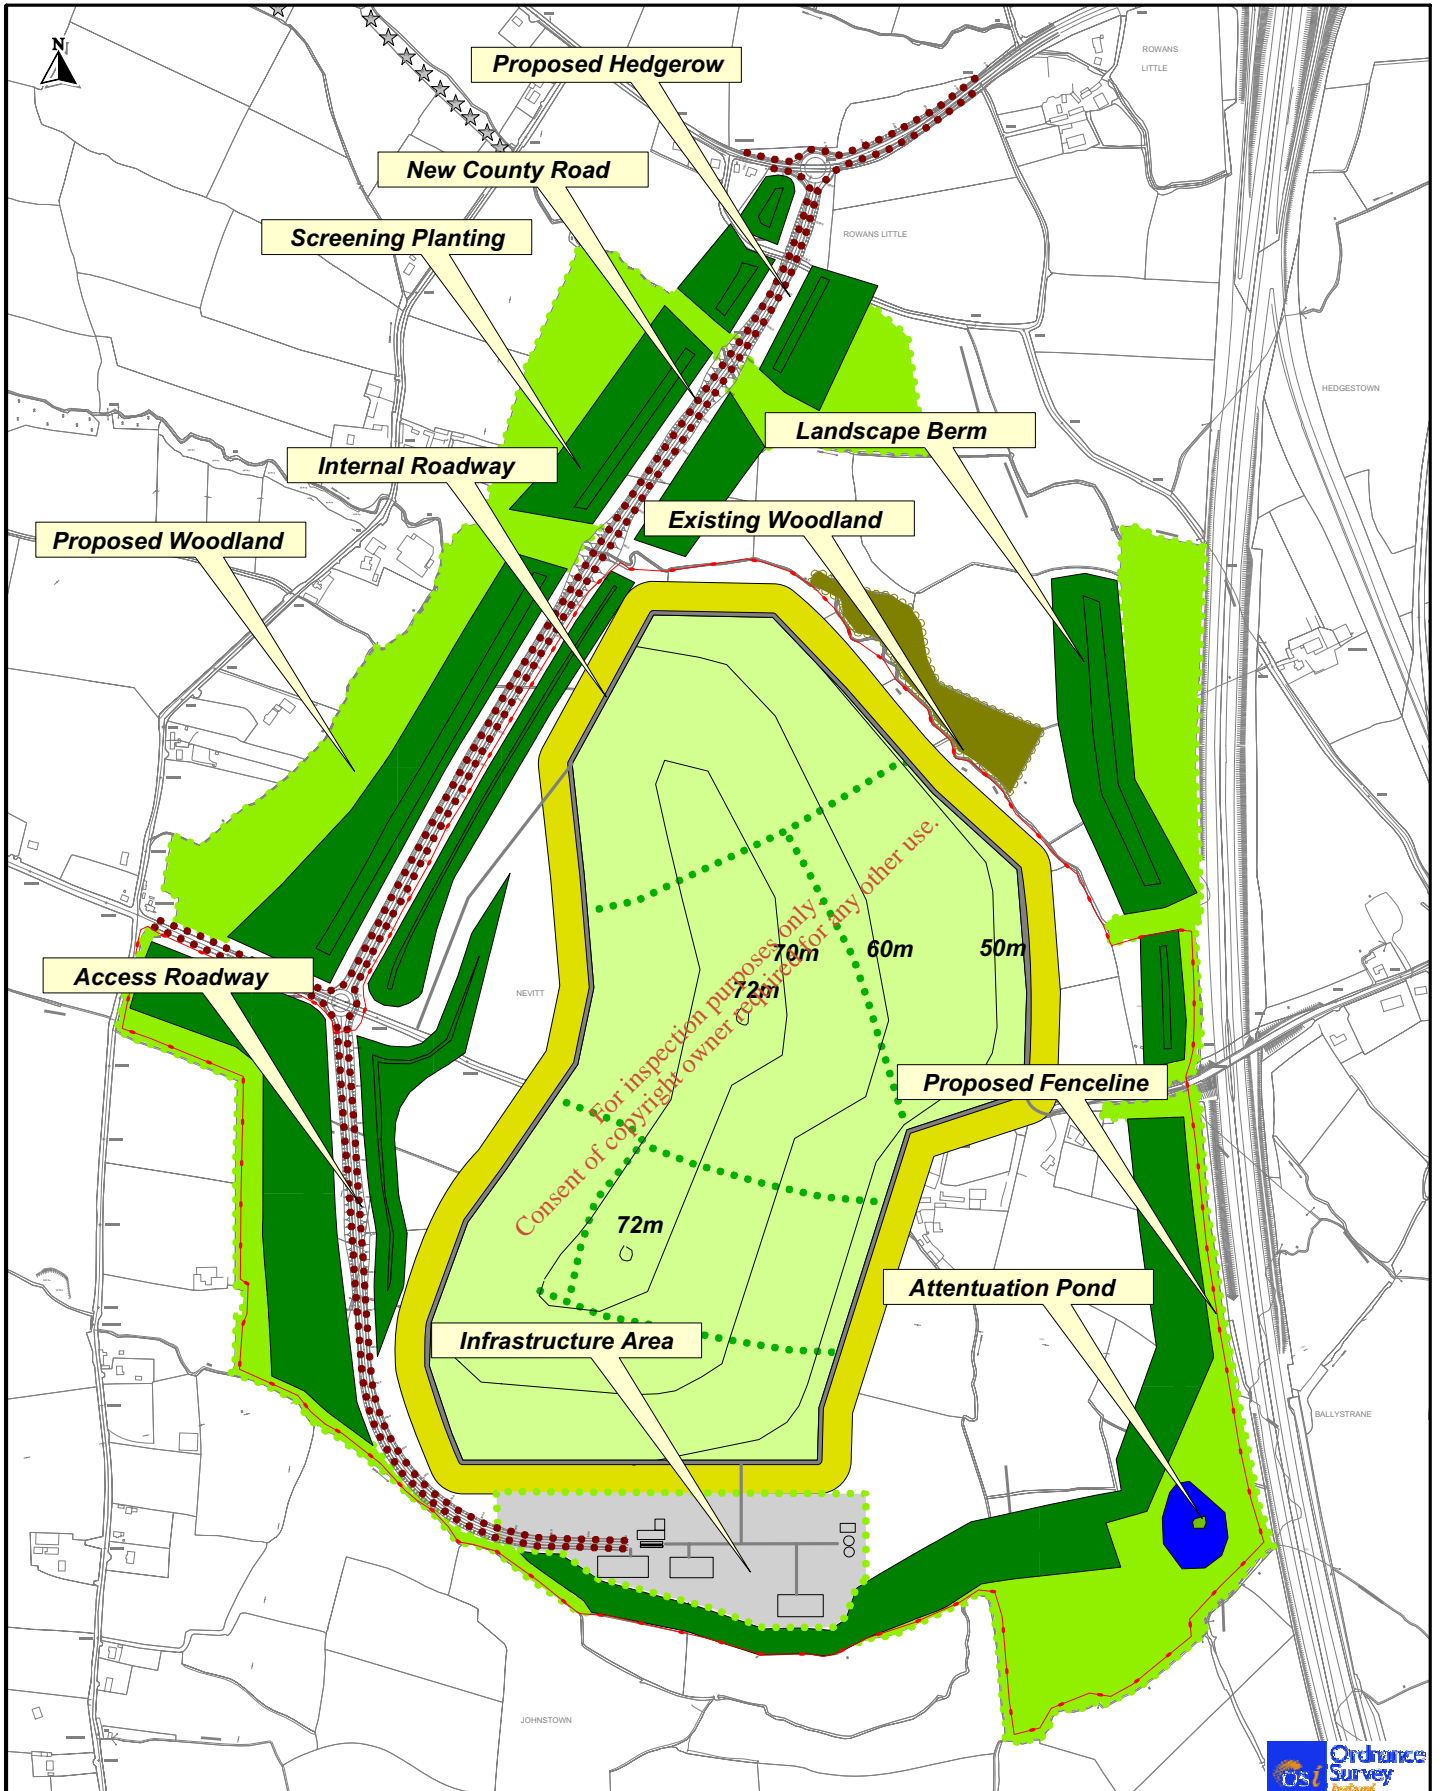 N
ROWANS
LITTLE
Proposed Hedgerow
New County Road
Screening Planting
ROWANS LITTLE
HEDGESTOWN
Landscape Berm
Internal Roadway
Existing Woodland
Proposed Woodland
For inspection purposes only.
Consent of copyright owner required for any other use.
70m
60m
50m
Access Roadway
72m
NEVITT
Proposed Fenceline
72m
Attentuation Pond
Infrastructure Area
BALLYSTRANE
JOHNSTOWN
osi
Ordnance
Survey
Ireland